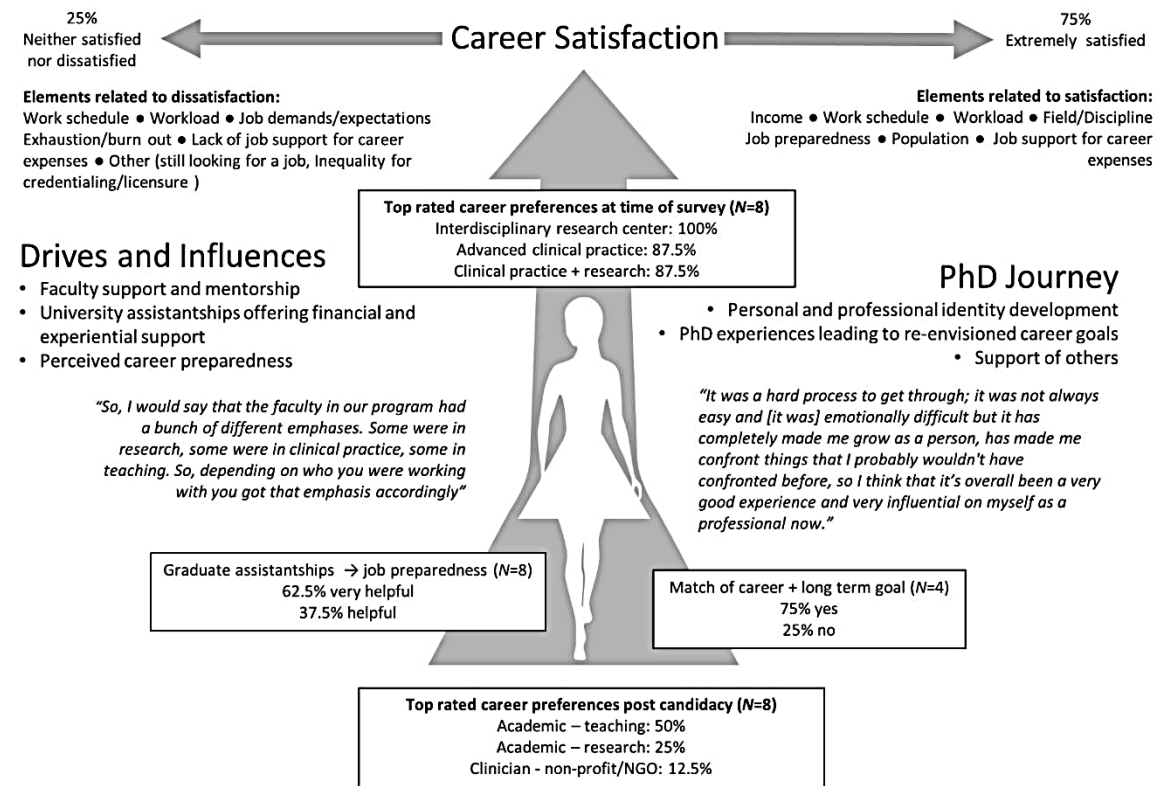 25%
Neither satisfied
nor dissatisfied
Career Satisfaction
75%
Extremely satisfied
Elements related to dissatisfaction:
Work schedule ● Workload ● Job demands/expectations
Exhaustion/burn out ● Lack of job support for career
expenses ● Other (still looking for a job, Inequality for
credentialing/licensure )
Elements related to satisfaction:
Income ● Work schedule ● Workload ● Field/Discipline
Job preparedness ● Population ● Job support for career
expenses
Top rated career preferences at time of survey (N=8)
Interdisciplinary research center: 100%
Advanced clinical practice: 87.5%
Clinical practice + research: 87.5%
Drives and Influences
• Faculty support and mentorship
• University assistantships offering financial and
experiential support
• Perceived career preparedness
PhD Journey
• Personal and professional identity development
• PhD experiences leading to re-envisioned career goals
• Support of others
“So, I would say that the faculty in our program had
a bunch of different emphases. Some were in
research, some were in clinical practice, some in
teaching. So, depending on who you were working
with you got that emphasis accordingly”
“It was a hard process to get through; it was not always
easy and [it was] emotionally difficult but it has
completely made me grow as a person, has made me
confront things that I probably wouldn't have
confronted before, so I think that it’s overall been a very
good experience and very influential on myself as a
professional now.”
Graduate assistantships → job preparedness (N=8)
62.5% very helpful
37.5% helpful
Match of career + long term goal (N=4)
75% yes
25% no
Top rated career preferences post candidacy (N=8)
Academic – teaching: 50%
Academic – research: 25%
Clinician - non-profit/NGO: 12.5%